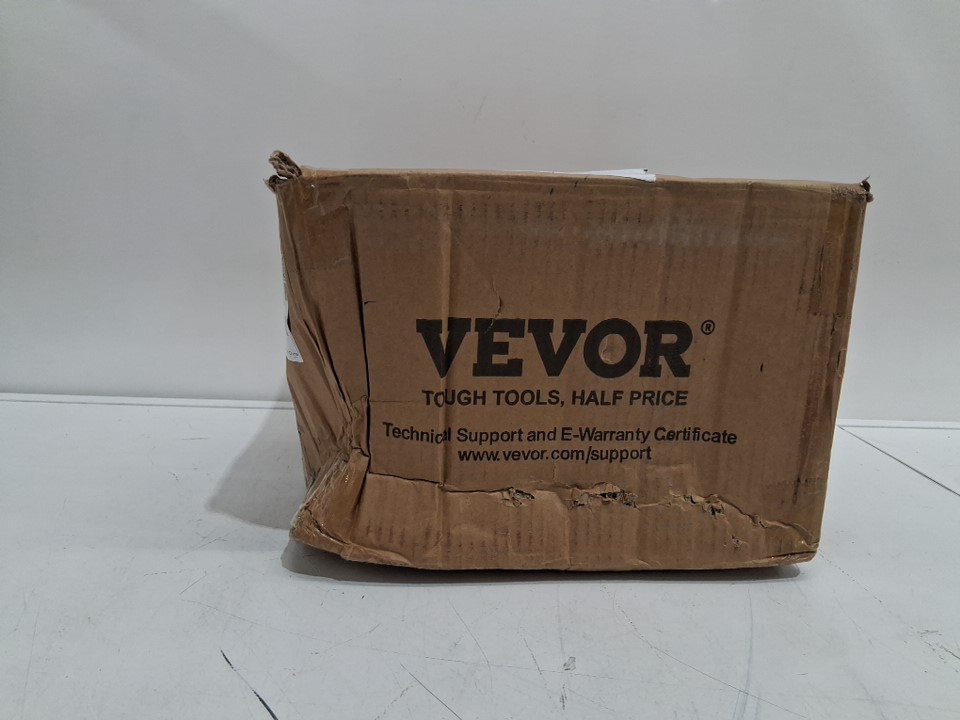 VEVOR®
TOUGH TOOLS, HALF PRICE
Technical Support and E-Warranty Certificate
www.vevor.com/support